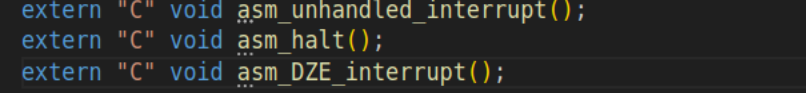 extern "C" void asm_unhandled_interrupt();
extern "C" void asm_halt();
extern "C" void asm_DZE_interrupt();